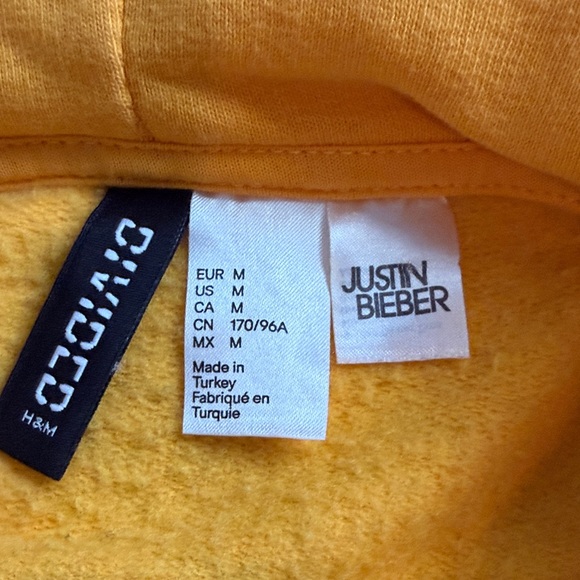 DIVIDED
H&M
EUR M
US M
CA M
CN 170/96A
MX M
Made in
Turkey
Fabriqué en
Turquie
JUSTIN
BIEBER